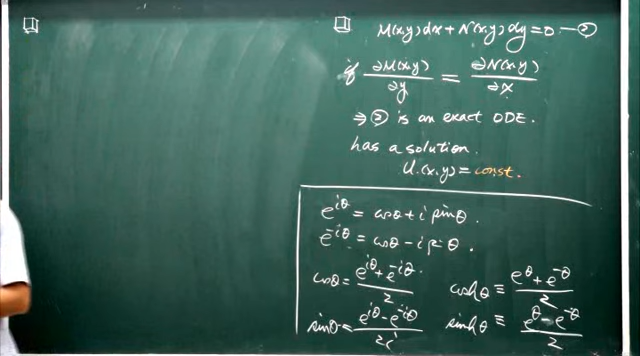 M(x,y)dx+N(x,y)dy=0 —②
if ∂M(x,y)/∂y = ∂N(x,y)/∂x
⇒ ② is an exact ODE.
has a solution.
u(x,y) = const.
e^{iθ} = cosθ + i sinθ.
e^{-iθ} = cosθ - i sinθ.
cosθ = (e^{iθ} + e^{-iθ})/2 coshθ ≡ (e^θ + e^{-θ})/2
sinθ = (e^{iθ} - e^{-iθ})/2i sinhθ ≡ (e^θ - e^{-θ})/2